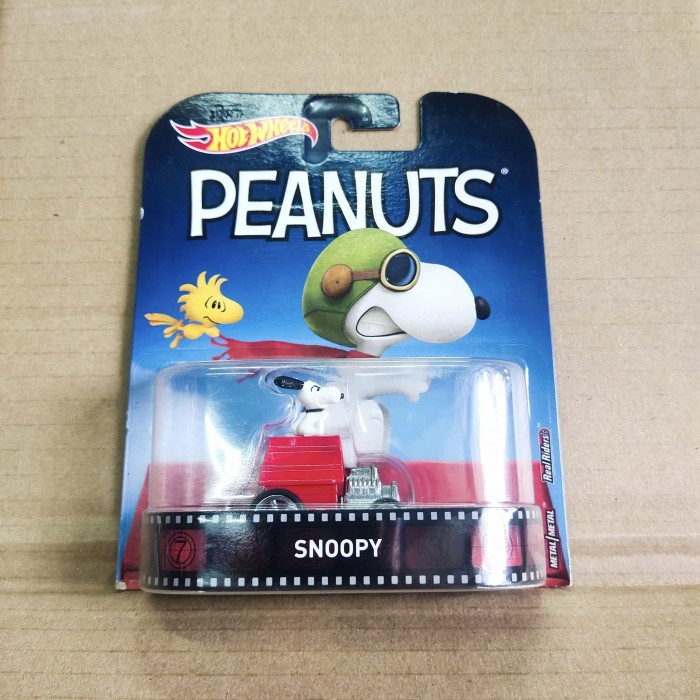 HOT WHEELS
PEANUTS®
Real Riders
METAL/METAL
7
SNOOPY